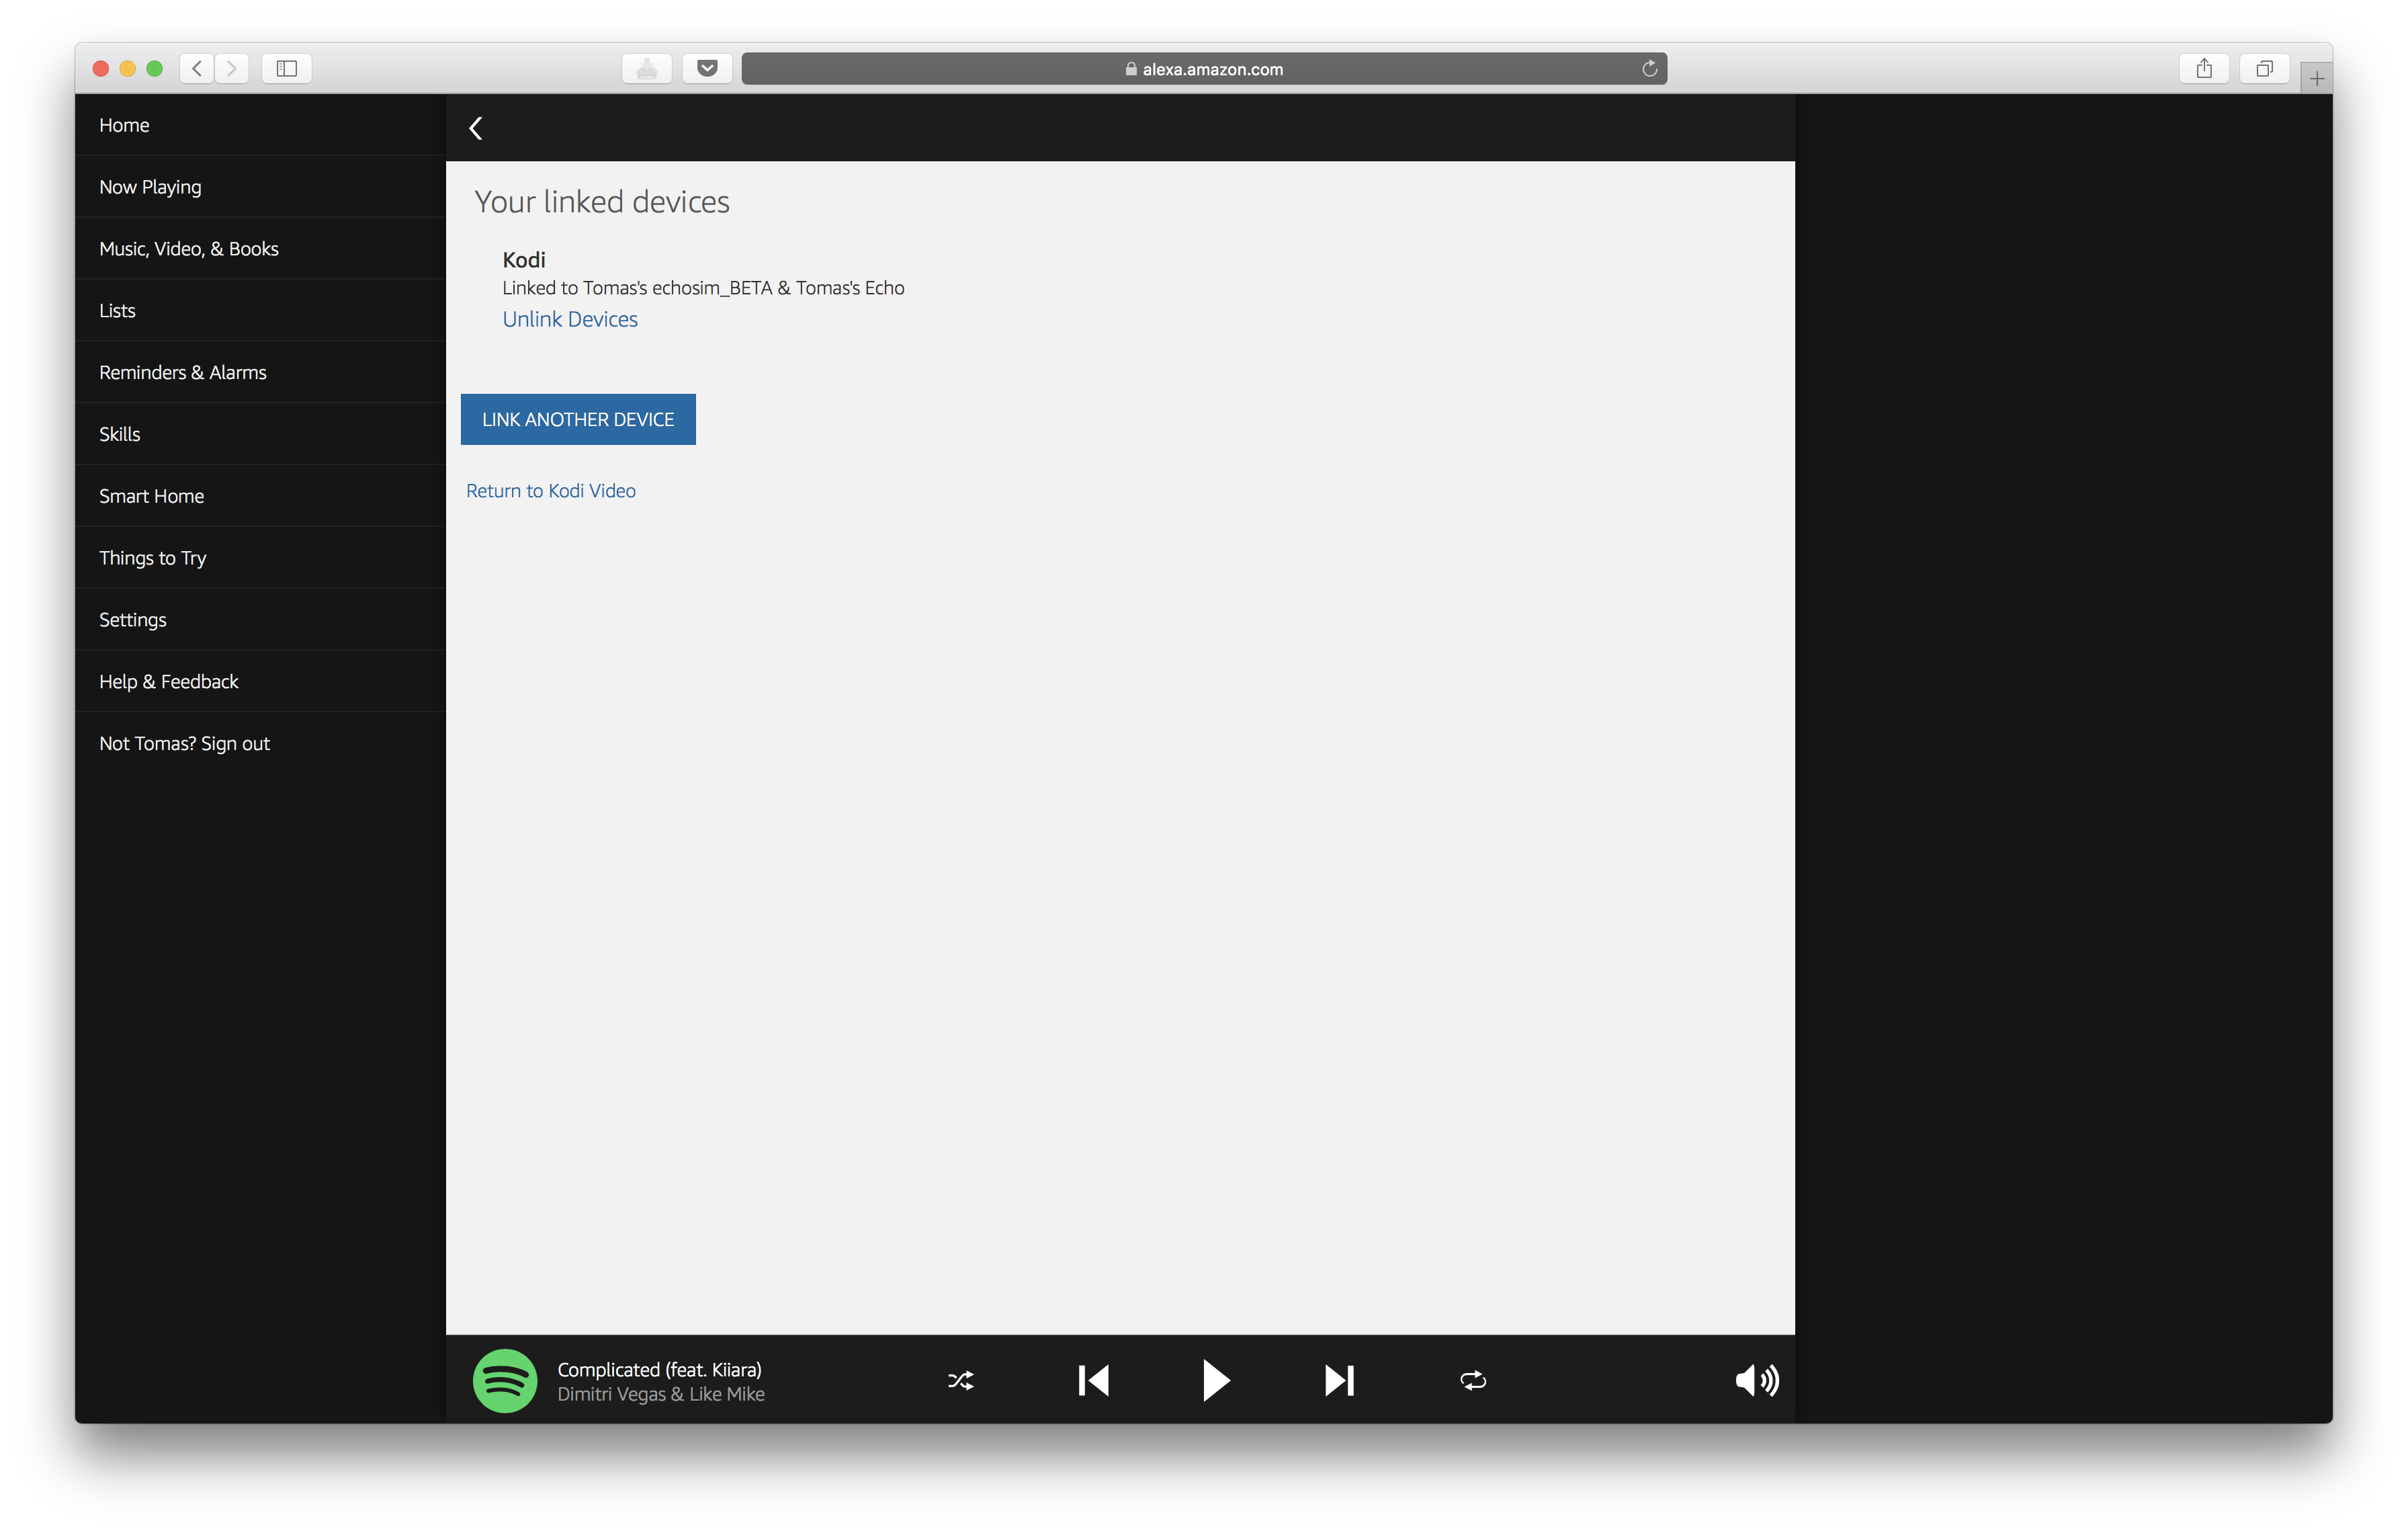 alexa.amazon.com
Home
Now Playing
Music, Video, & Books
Lists
Reminders & Alarms
Skills
Smart Home
Things to Try
Settings
Help & Feedback
Not Tomas? Sign out
Your linked devices
Kodi
Linked to Tomas's echosim_BETA & Tomas's Echo
Unlink Devices
LINK ANOTHER DEVICE
Return to Kodi Video
Complicated (feat. Kiiara)
Dimitri Vegas & Like Mike